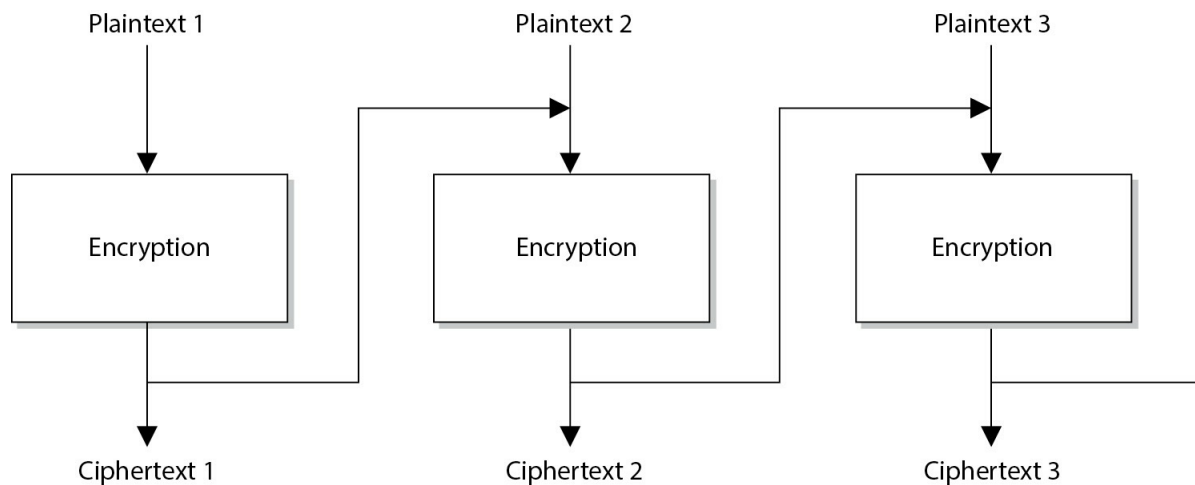 Plaintext 1
Plaintext 2
Plaintext 3
Encryption
Encryption
Encryption
Ciphertext 1
Ciphertext 2
Ciphertext 3